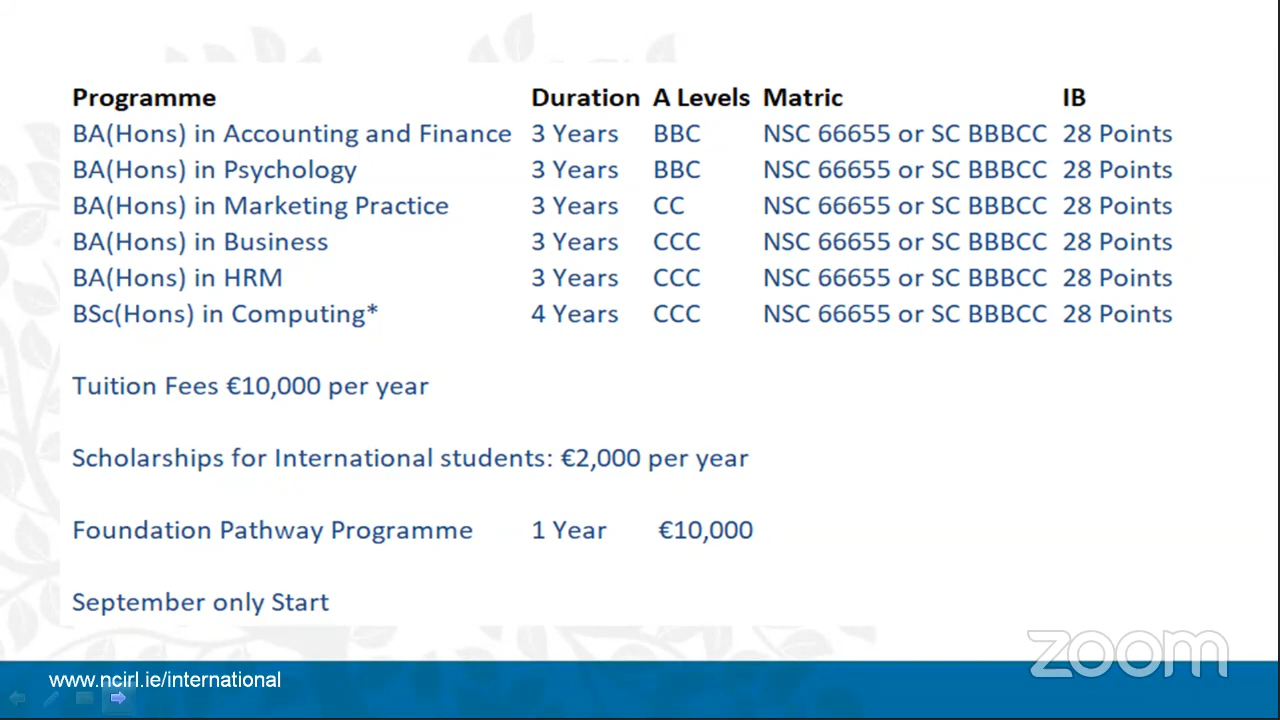 Programme Duration A Levels Matric IB
BA(Hons) in Accounting and Finance 3 Years BBC NSC 66655 or SC BBBCC 28 Points
BA(Hons) in Psychology 3 Years BBC NSC 66655 or SC BBBCC 28 Points
BA(Hons) in Marketing Practice 3 Years CC NSC 66655 or SC BBBCC 28 Points
BA(Hons) in Business 3 Years CCC NSC 66655 or SC BBBCC 28 Points
BA(Hons) in HRM 3 Years CCC NSC 66655 or SC BBBCC 28 Points
BSc(Hons) in Computing* 4 Years CCC NSC 66655 or SC BBBCC 28 Points
Tuition Fees €10,000 per year
Scholarships for International students: €2,000 per year
Foundation Pathway Programme 1 Year €10,000
September only Start
zoom
www.ncirl.ie/international